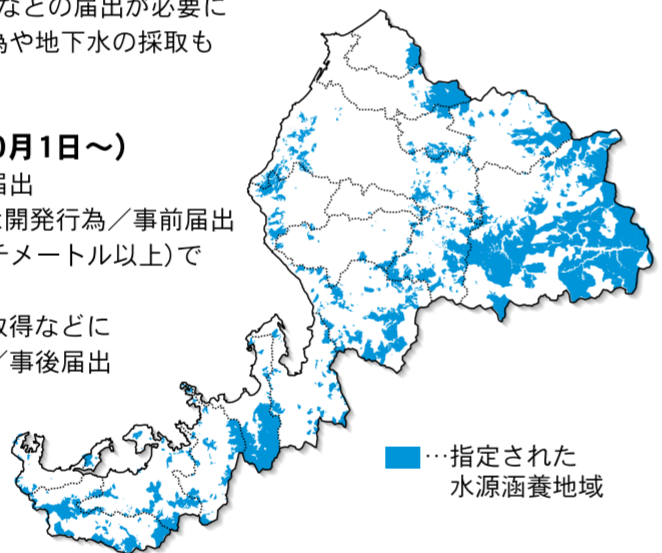 などの届出が必要に
為や地下水の採取も
0月1日～）
届出
開発行為／事前届出
チメートル以上）で
取得などに
／事後届出
…指定された
水源涵養地域